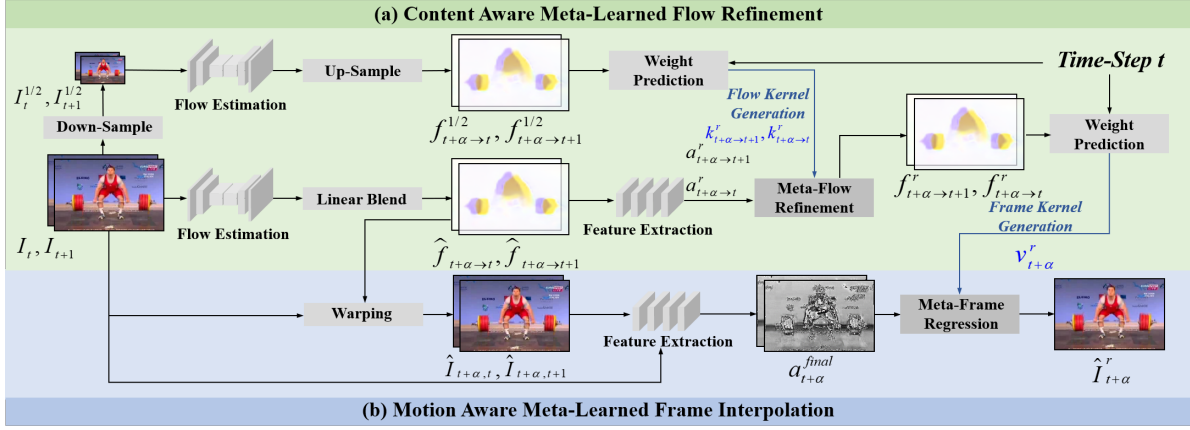 (a) Content Aware Meta-Learned Flow Refinement
I_t^{1/2}, I_{t+1}^{1/2}
Flow Estimation
Up-Sample
f_{t+α→t}^{1/2}, f_{t+α→t+1}^{1/2}
Weight
Prediction
Time-Step t
Flow Kernel
Generation
k_{t+α→t+1}^r, k_{t+α→t}^r
Down-Sample
I_t, I_{t+1}
Flow Estimation
Linear Blend
\hat{f}_{t+α→t}, \hat{f}_{t+α→t+1}
Feature Extraction
a_{t+α→t+1}^r
a_{t+α→t}^r
Meta-Flow
Refinement
f_{t+α→t+1}^r, f_{t+α→t}^r
Weight
Prediction
Frame Kernel
Generation
v_{t+α}^r
Warping
\hat{I}_{t+α,t}, \hat{I}_{t+α,t+1}
Feature Extraction
a_{t+α}^{final}
Meta-Frame
Regression
\hat{I}_{t+α}^r
(b) Motion Aware Meta-Learned Frame Interpolation